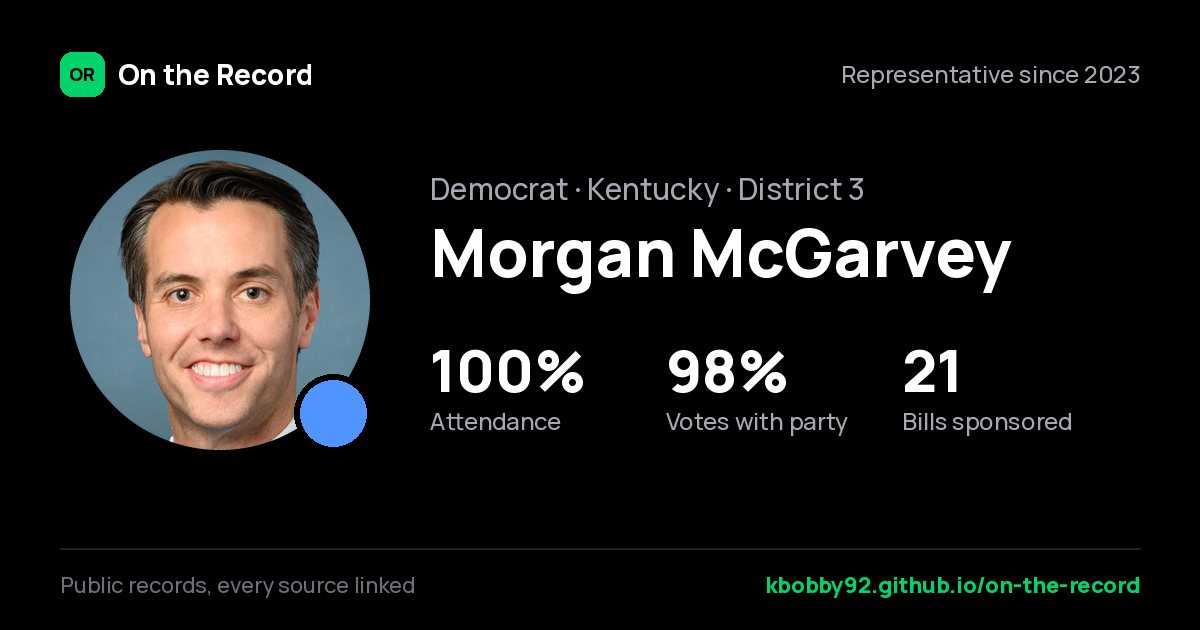 OR On the Record
Representative since 2023
Democrat · Kentucky · District 3
Morgan McGarvey
100% 98% 21
Attendance Votes with party Bills sponsored
Public records, every source linked
kbobby92.github.io/on-the-record